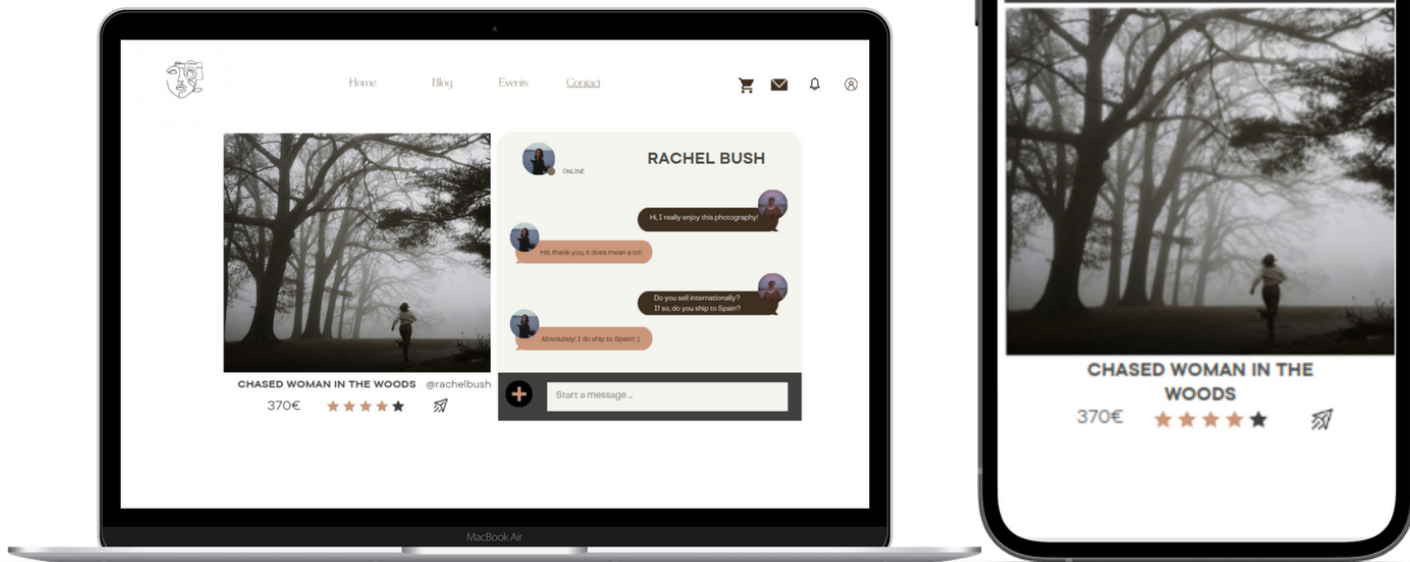 Home Blog Events Contact
RACHEL BUSH
ONLINE
Hi, I really enjoy this photography!
Hiii, thank you, it does mean a lot!
Do you sell internationally?
If so, do you ship to Spain?
Absolutely! I do ship to Spain! :)
Start a message ...
CHASED WOMAN IN THE WOODS @rachelbush
370€
MacBook Air
CHASED WOMAN IN THE
WOODS
370€